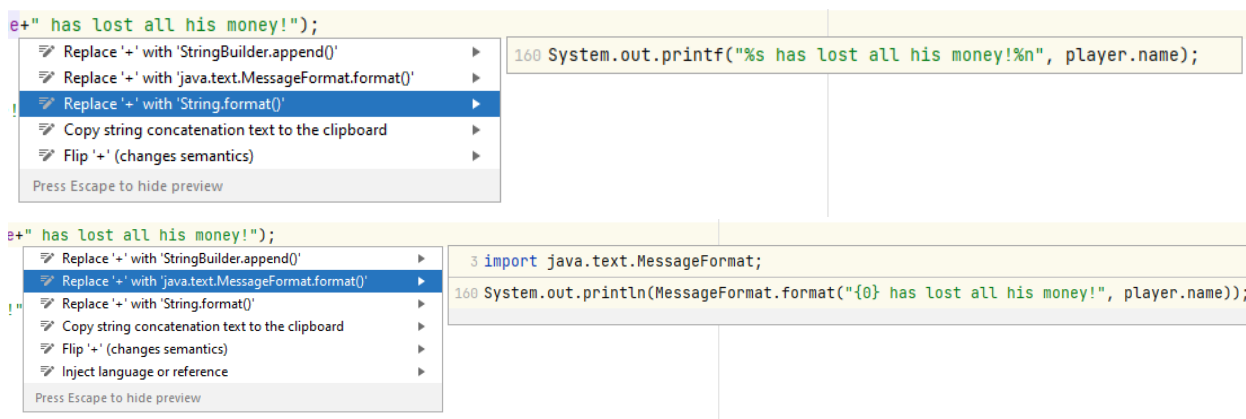 e+" has lost all his money!");
Replace '+' with 'StringBuilder.append()'
Replace '+' with 'java.text.MessageFormat.format()'
! Replace '+' with 'String.format()'
Copy string concatenation text to the clipboard
Flip '+' (changes semantics)
Press Escape to hide preview
160 System.out.printf("%s has lost all his money!%n", player.name);
e+" has lost all his money!");
Replace '+' with 'StringBuilder.append()'
Replace '+' with 'java.text.MessageFormat.format()'
!" Replace '+' with 'String.format()'
Copy string concatenation text to the clipboard
Flip '+' (changes semantics)
Inject language or reference
Press Escape to hide preview
3 import java.text.MessageFormat;
160 System.out.println(MessageFormat.format("{0} has lost all his money!", player.name));